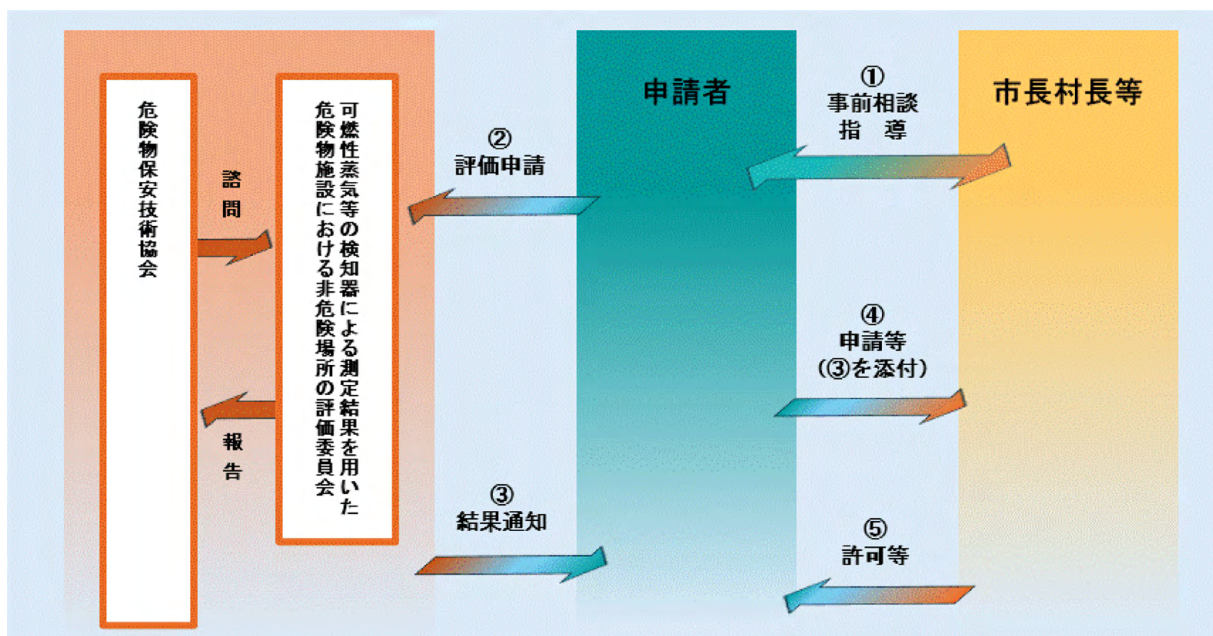 危険物保安技術協会
諮問
報告
可燃性蒸気等の検知器による測定結果を用いた
危険物施設における非危険場所の評価委員会
②
評価申請
③
結果通知
申請者
①
事前相談
指 導
④
申請等
(③を添付)
⑤
許可等
市長村長等